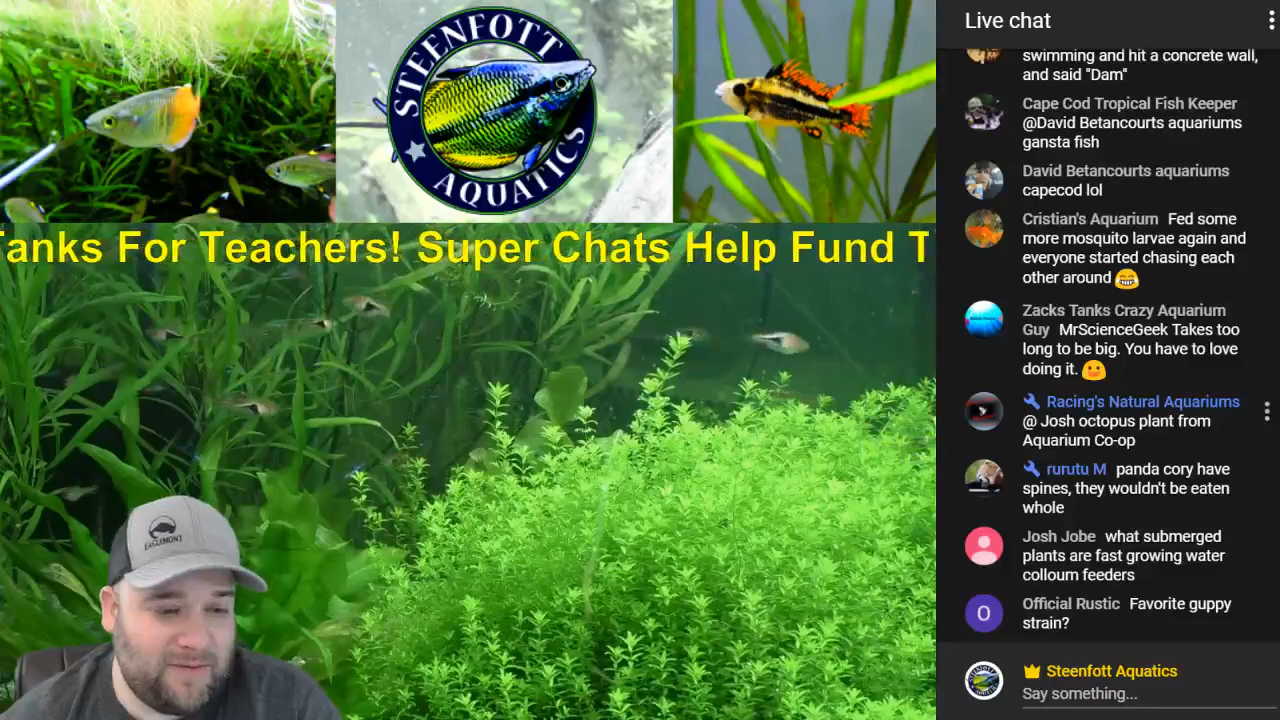 STEENFOTT
AQUATICS
Tanks For Teachers! Super Chats Help Fund T
EAGLEMONT
Live chat
swimming and hit a concrete wall,
and said "Dam"
Cape Cod Tropical Fish Keeper
@David Betancourts aquariums
gansta fish
David Betancourts aquariums
capecod lol
Cristian's Aquarium Fed some
more mosquito larvae again and
everyone started chasing each
other around
Zacks Tanks Crazy Aquarium
Guy MrScienceGeek Takes too
long to be big. You have to love
doing it.
Racing's Natural Aquariums
@ Josh octopus plant from
Aquarium Co-op
rurutu M panda cory have
spines, they wouldn't be eaten
whole
Josh Jobe what submerged
plants are fast growing water
colloum feeders
O
Official Rustic Favorite guppy
strain?
Steenfott Aquatics
Say something...